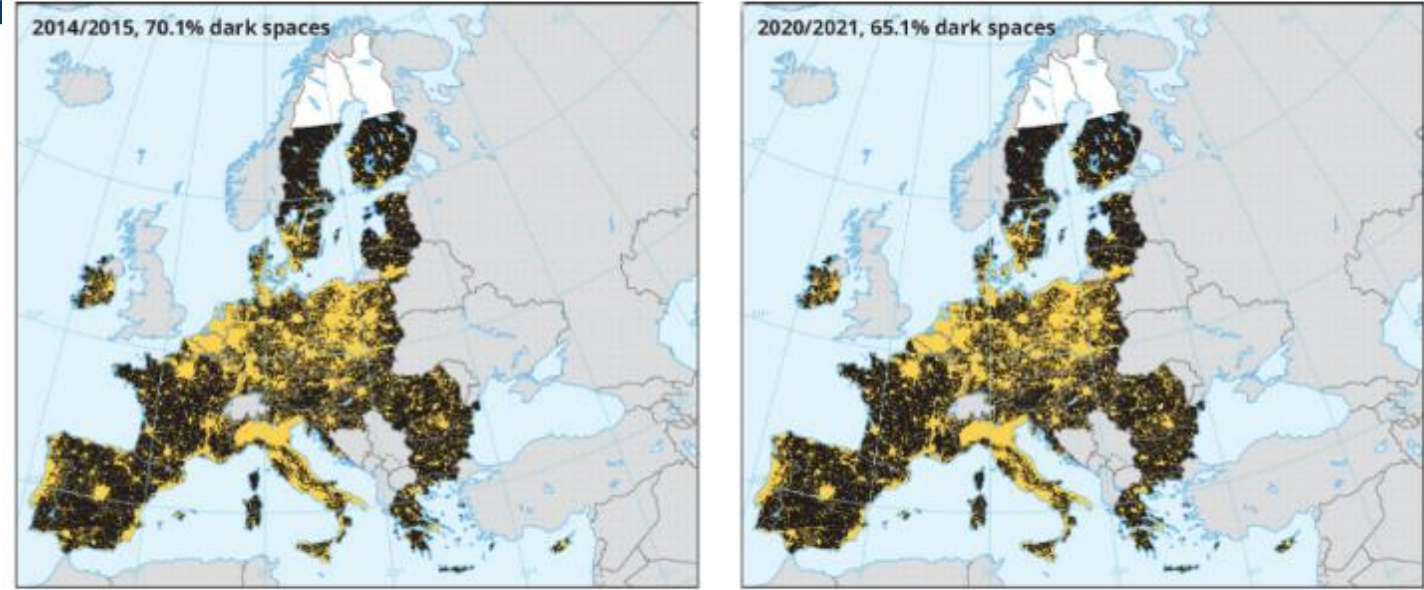 2014/2015, 70.1% dark spaces
2020/2021, 65.1% dark spaces